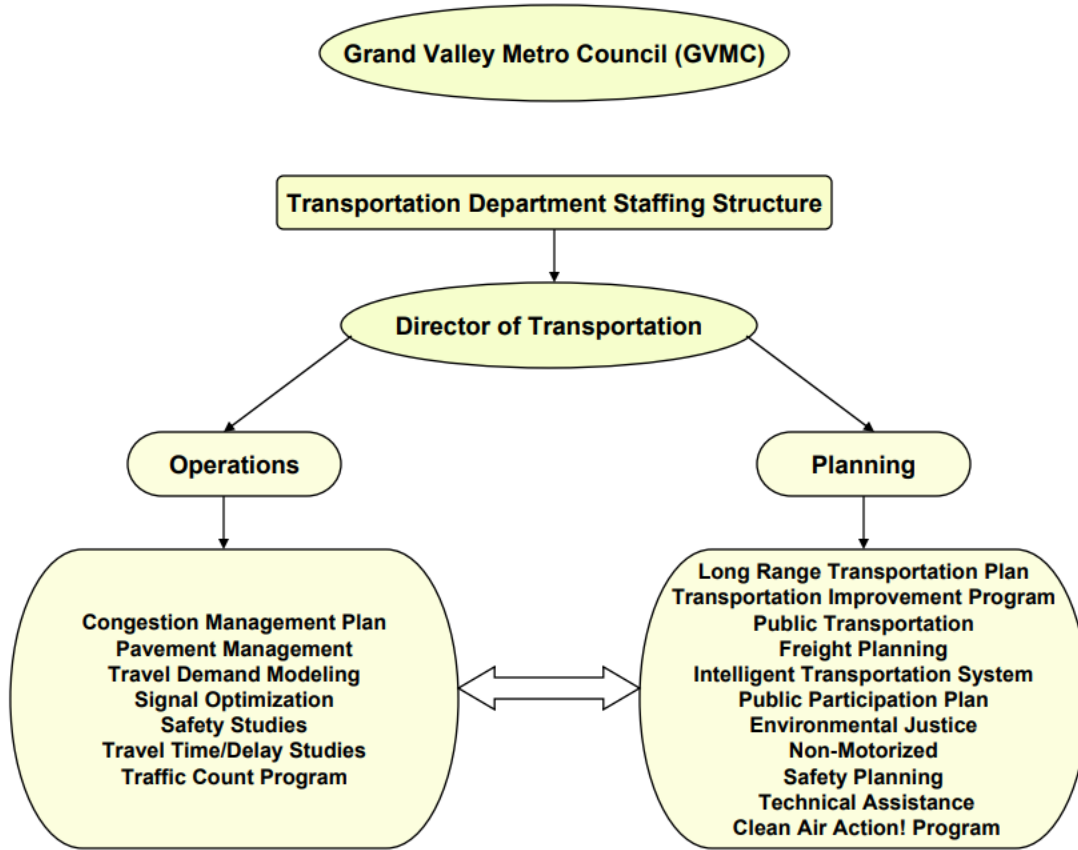 Grand Valley Metro Council (GVMC)
Transportation Department Staffing Structure
Director of Transportation
Operations
Planning
Congestion Management Plan
Pavement Management
Travel Demand Modeling
Signal Optimization
Safety Studies
Travel Time/Delay Studies
Traffic Count Program
Long Range Transportation Plan
Transportation Improvement Program
Public Transportation
Freight Planning
Intelligent Transportation System
Public Participation Plan
Environmental Justice
Non-Motorized
Safety Planning
Technical Assistance
Clean Air Action! Program